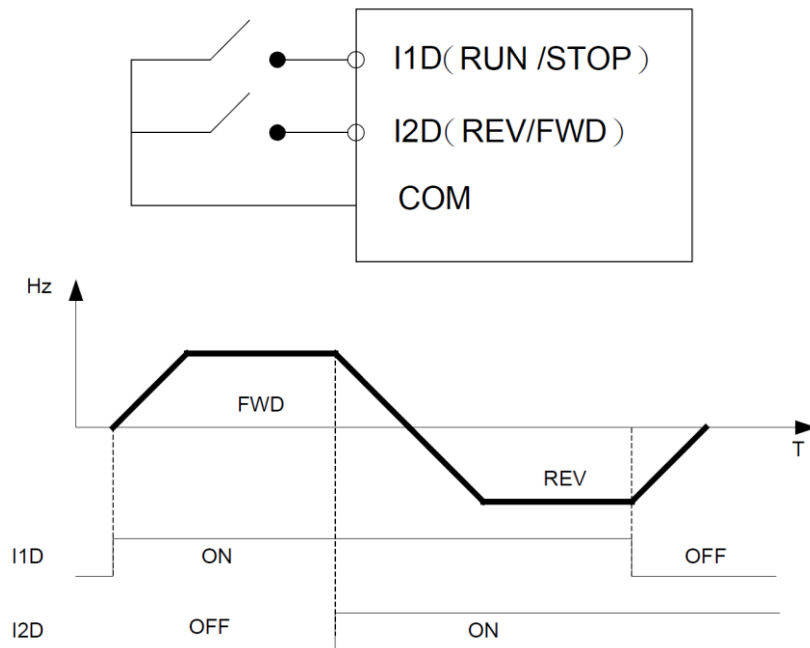 I1D( RUN /STOP )
I2D( REV/FWD )
COM
Hz
FWD
T
REV
I1D ON OFF
I2D OFF ON